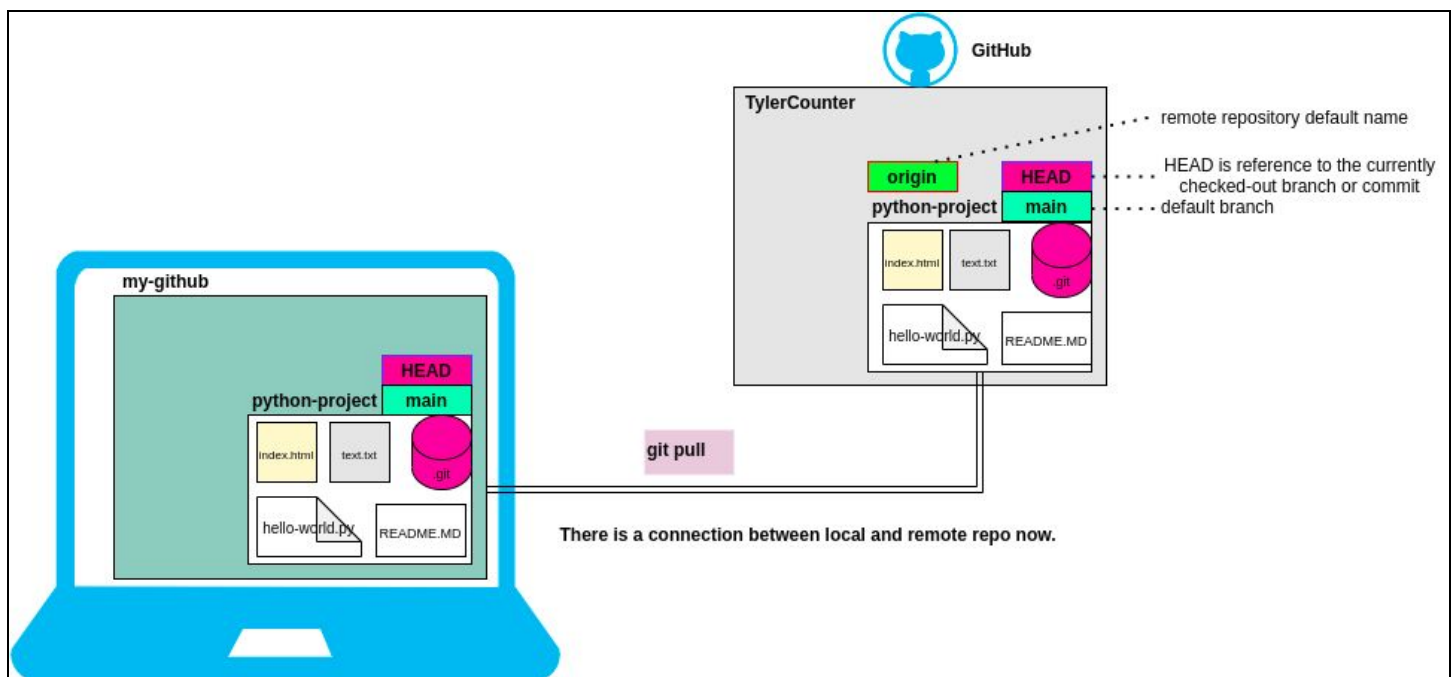 GitHub
TylerCounter
remote repository default name
origin
HEAD
HEAD is reference to the currently
checked-out branch or commit
python-project
main
default branch
index.html
text.txt
.git
hello-world.py
README.MD
my-github
HEAD
python-project
main
index.html
text.txt
.git
hello-world.py
README.MD
git pull
There is a connection between local and remote repo now.